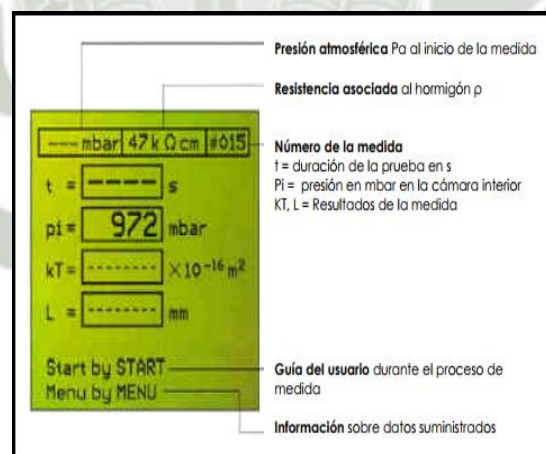 Presión atmosférica Pa al inicio de la medida
Resistencia asociada al hormigón ρ
Número de la medida
t = duración de la prueba en s
Pi = presión en mbar en la cámara interior
KT, L = Resultados de la medida
--- mbar 47 k Ω cm #015
t = ---- s
pi = 972 mbar
kT = -------- ×10⁻¹⁶ m²
L = -------- mm
Start by START
Menu by MENU
Guía del usuario durante el proceso de
medida
Información sobre datos suministrados